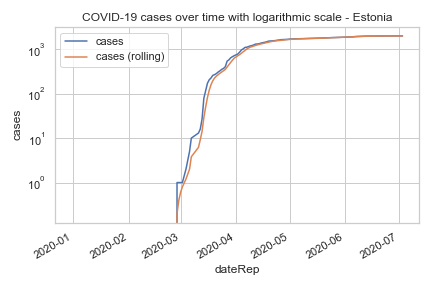 COVID-19 cases over time with logarithmic scale - Estonia
cases
cases (rolling)
10³
10²
10¹
10⁰
cases
2020-01
2020-02
2020-03
2020-04
2020-05
2020-06
2020-07
dateRep